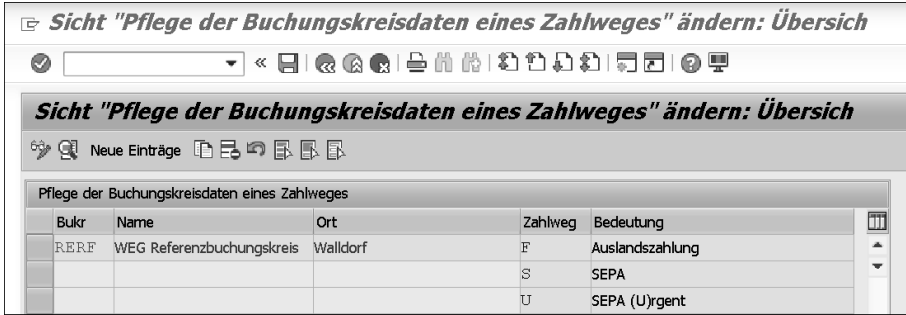 Sicht "Pflege der Buchungskreisdaten eines Zahlweges" ändern: Übersich
Sicht "Pflege der Buchungskreisdaten eines Zahlweges" ändern: Übersich
Neue Einträge
Pflege der Buchungskreisdaten eines Zahlweges
Bukr Name Ort Zahlweg Bedeutung
RERF WEG Referenzbuchungskreis Walldorf F Auslandszahlung
S SEPA
U SEPA (U)rgent